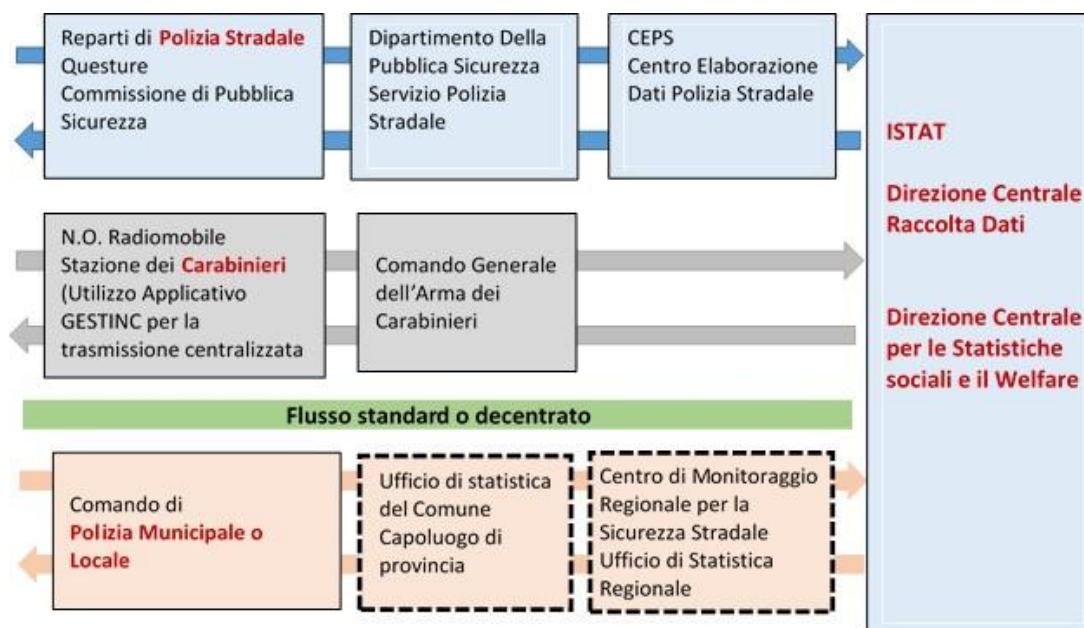 Reparti di Polizia Stradale
Questure
Commissione di Pubblica
Sicurezza
Dipartimento Della
Pubblica Sicurezza
Servizio Polizia
Stradale
CEPS
Centro Elaborazione
Dati Polizia Stradale
ISTAT
Direzione Centrale
Raccolta Dati
Direzione Centrale
per le Statistiche
sociali e il Welfare
N.O. Radiomobile
Stazione dei Carabinieri
(Utilizzo Applicativo
GESTINC per la
trasmissione centralizzata
Comando Generale
dell'Arma dei
Carabinieri
Flusso standard o decentrato
Comando di
Polizia Municipale o
Locale
Ufficio di statistica
del Comune
Capoluogo di
provincia
Centro di Monitoraggio
Regionale per la
Sicurezza Stradale
Ufficio di Statistica
Regionale